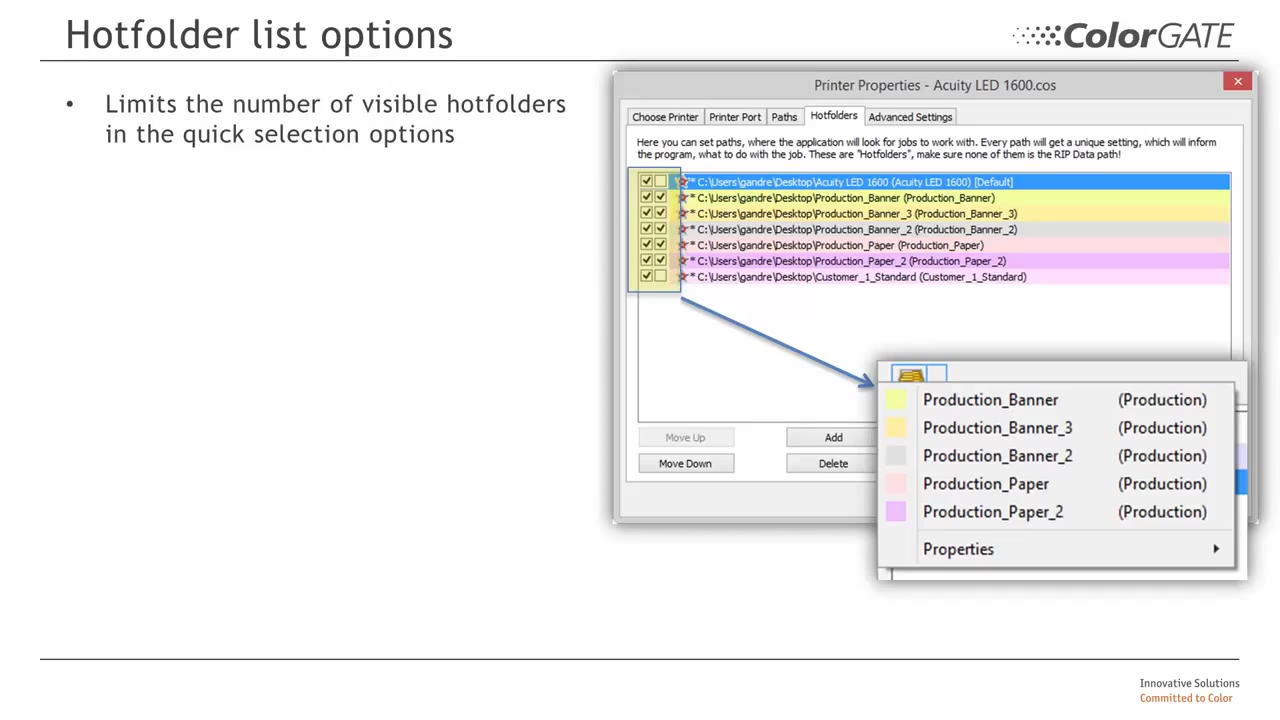 Hotfolder list options
ColorGATE
• Limits the number of visible hotfolders
in the quick selection options
Printer Properties - Acuity LED 1600.cos
Choose Printer Printer Port Paths Hotfolders Advanced Settings
Here you can set paths, where the application will look for jobs to work with. Every path will get a unique setting, which will inform
the program, what to do with the job. These are "Hotfolders", make sure none of them is the RIP Data path!
* C:\Users\gandre\Desktop\Acuity LED 1600 (Acuity LED 1600) [Default]
* C:\Users\gandre\Desktop\Production_Banner (Production_Banner)
* C:\Users\gandre\Desktop\Production_Banner_3 (Production_Banner_3)
* C:\Users\gandre\Desktop\Production_Banner_2 (Production_Banner_2)
* C:\Users\gandre\Desktop\Production_Paper (Production_Paper)
* C:\Users\gandre\Desktop\Production_Paper_2 (Production_Paper_2)
* C:\Users\gandre\Desktop\Customer_1_Standard (Customer_1_Standard)
Move Up Add
Move Down Delete
Production_Banner (Production)
Production_Banner_3 (Production)
Production_Banner_2 (Production)
Production_Paper (Production)
Production_Paper_2 (Production)
Properties
Innovative Solutions
Committed to Color